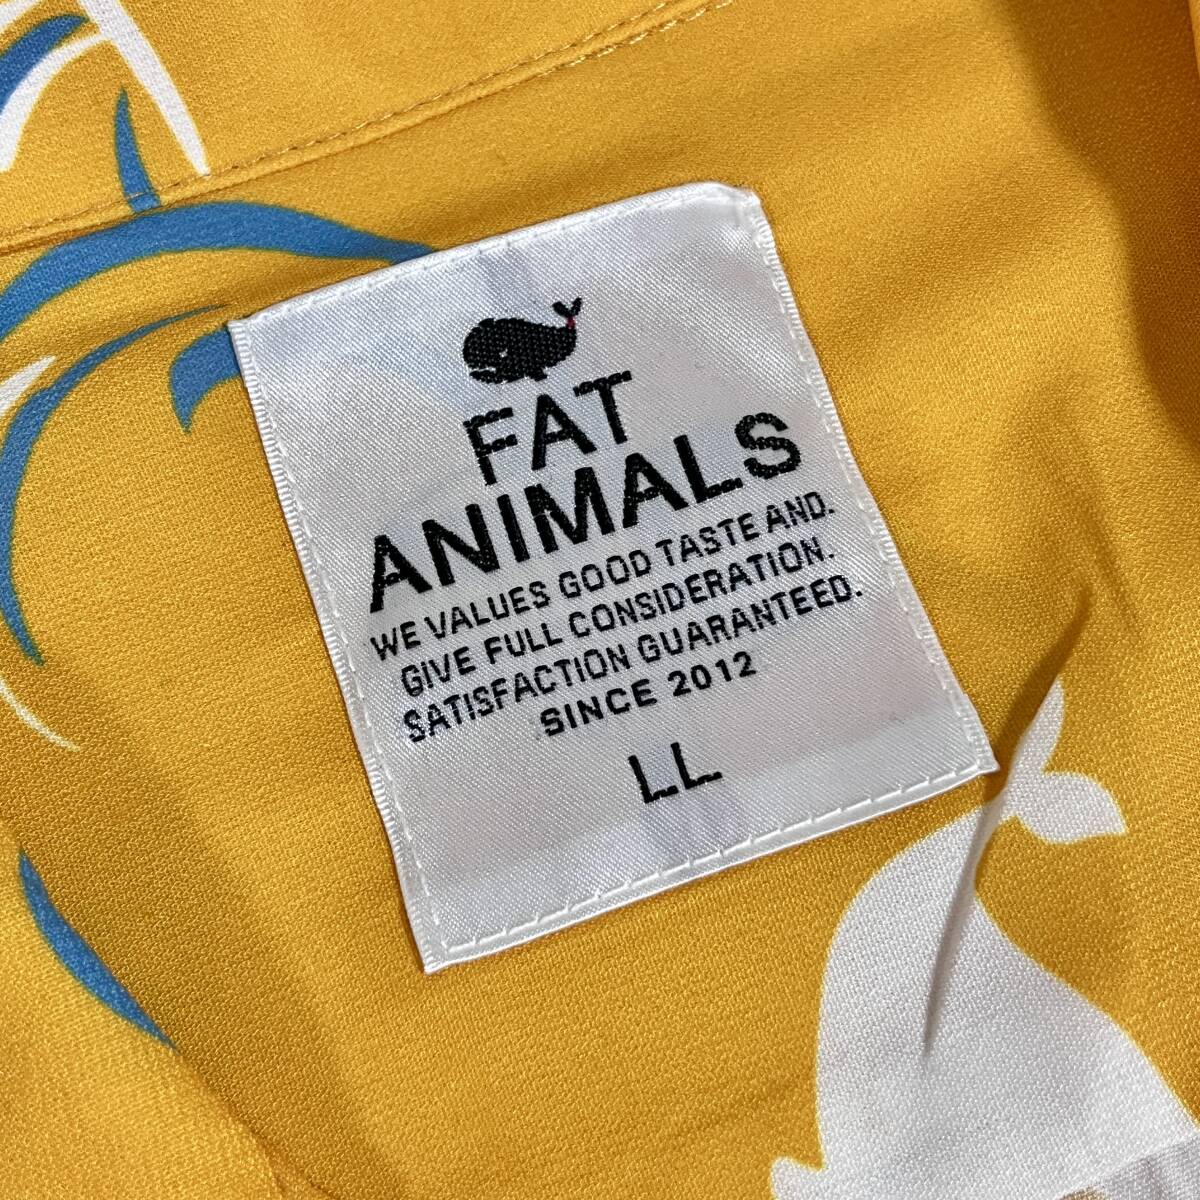 FAT
ANIMALS
WE VALUES GOOD TASTE AND.
GIVE FULL CONSIDERATION.
SATISFACTION GUARANTEED.
SINCE 2012
LL